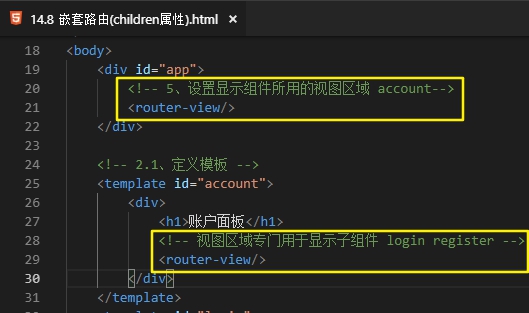 14.8 嵌套路由(children属性).html ×
18 <body>
19 <div id="app">
20 <!-- 5、设置显示组件所用的视图区域 account-->
21 <router-view/>
22 </div>
23
24 <!-- 2.1、定义模板 -->
25 <template id="account">
26 <div>
27 <h1>账户面板</h1>
28 <!-- 视图区域专门用于显示子组件 login register -->
29 <router-view/>
30 </div>
31 </template>